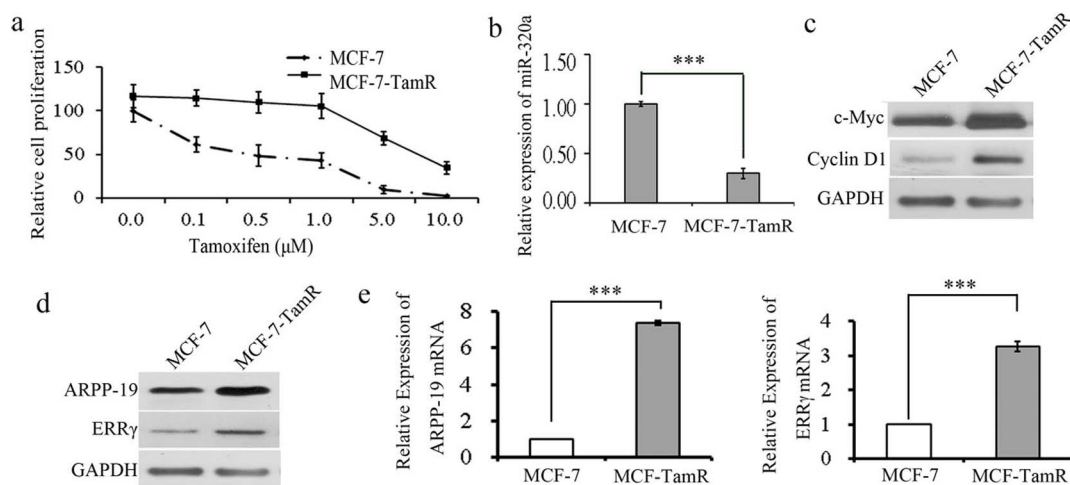 a
MCF-7
MCF-7-TamR
Relative cell proliferation
150
100
50
0
0.0 0.1 0.5 1.0 5.0 10.0
Tamoxifen (μM)
b
Relative expression of miR-320a
1.50
1.00
0.50
0.00
***
MCF-7 MCF-7-TamR
c
MCF-7 MCF-7-TamR
c-Myc
Cyclin D1
GAPDH
d
MCF-7 MCF-7-TamR
ARPP-19
ERRγ
GAPDH
e
Relative Expression of
ARPP-19 mRNA
8
6
4
2
0
***
MCF-7 MCF-TamR
Relative Expression of
ERRγ mRNA
4
3
2
1
0
***
MCF-7 MCF-TamR